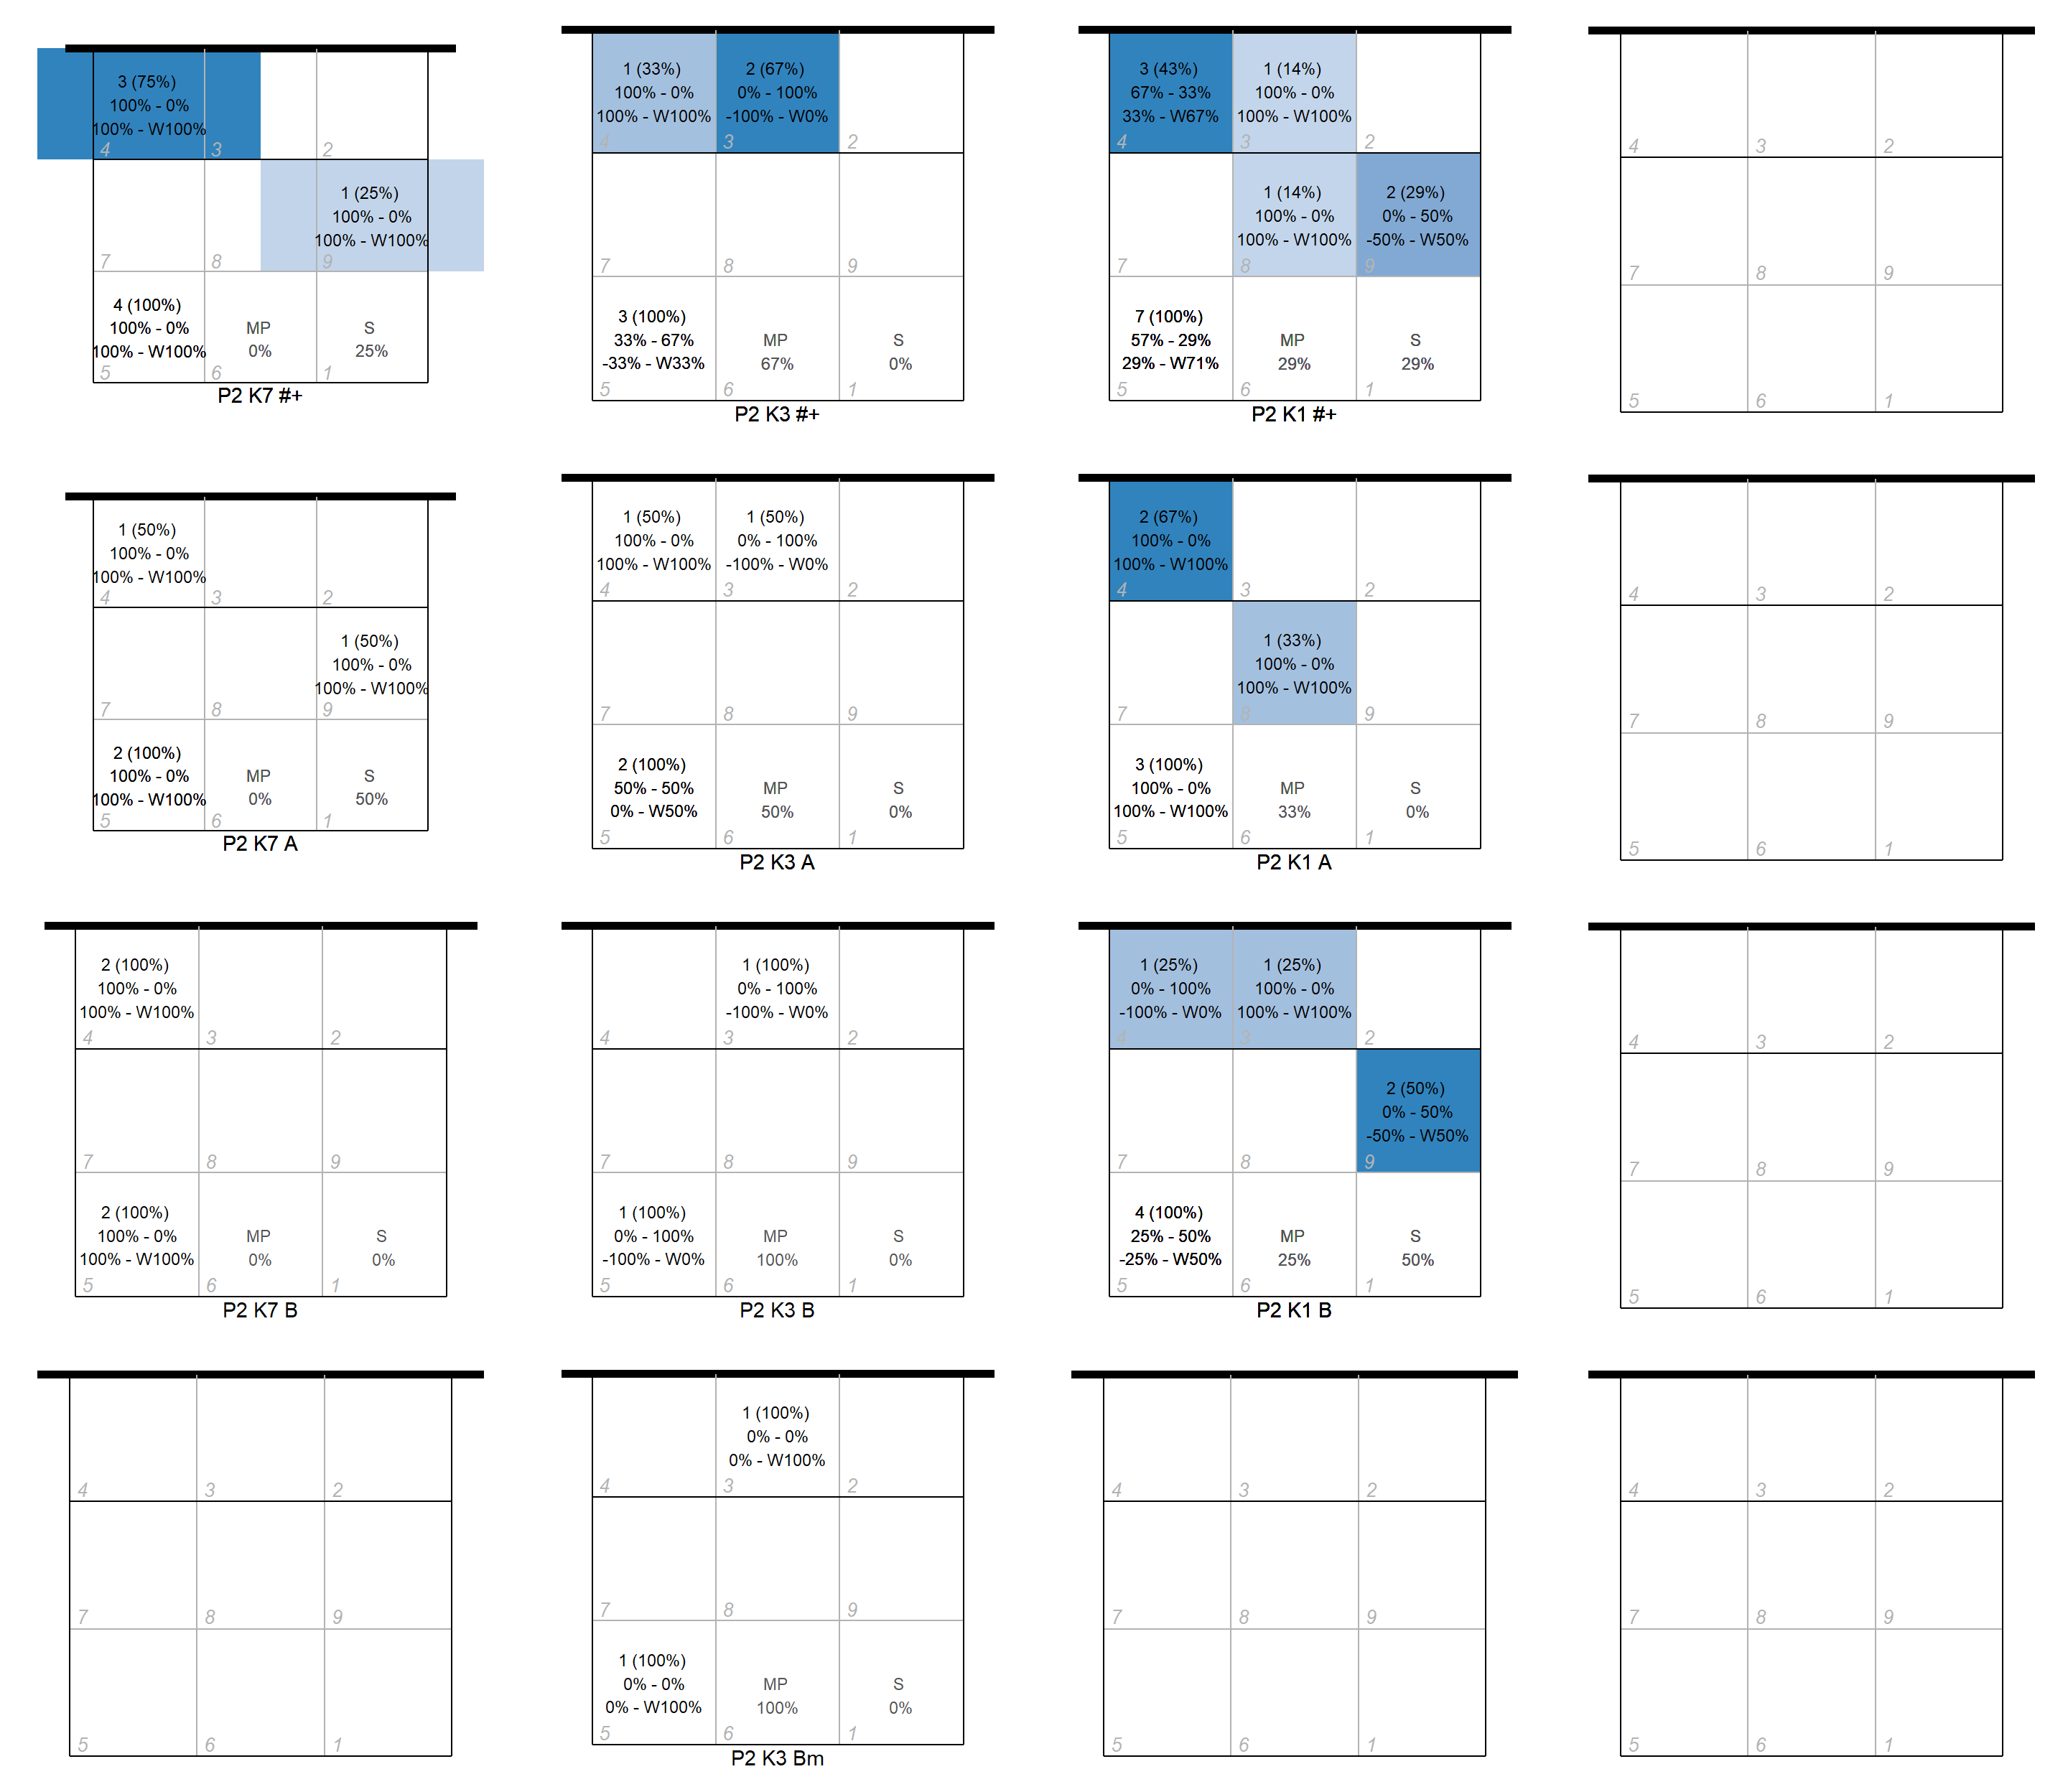 3 (75%)
100% - 0%
100% - W100%
4
3
2
1 (25%)
100% - 0%
100% - W100%
7
8
9
4 (100%)
100% - 0%
100% - W100%
MP
0%
S
25%
5
6
1
P2 K7 #+
1 (33%)
100% - 0%
100% - W100%
2 (67%)
0% - 100%
-100% - W0%
4
3
2
7
8
9
3 (100%)
33% - 67%
-33% - W33%
MP
67%
S
0%
5
6
1
P2 K3 #+
3 (43%)
67% - 33%
33% - W67%
1 (14%)
100% - 0%
100% - W100%
4
3
2
1 (14%)
100% - 0%
100% - W100%
2 (29%)
0% - 50%
-50% - W50%
7
8
9
7 (100%)
57% - 29%
29% - W71%
MP
29%
S
29%
5
6
1
P2 K1 #+
4
3
2
7
8
9
5
6
1
1 (50%)
100% - 0%
100% - W100%
4
3
2
1 (50%)
100% - 0%
100% - W100%
7
8
9
2 (100%)
100% - 0%
100% - W100%
MP
0%
S
50%
5
6
1
P2 K7 A
1 (50%)
100% - 0%
100% - W100%
1 (50%)
0% - 100%
-100% - W0%
4
3
2
7
8
9
2 (100%)
50% - 50%
0% - W50%
MP
50%
S
0%
5
6
1
P2 K3 A
2 (67%)
100% - 0%
100% - W100%
4
3
2
1 (33%)
100% - 0%
100% - W100%
7
8
9
3 (100%)
100% - 0%
100% - W100%
MP
33%
S
0%
5
6
1
P2 K1 A
4
3
2
7
8
9
5
6
1
2 (100%)
100% - 0%
100% - W100%
4
3
2
7
8
9
2 (100%)
100% - 0%
100% - W100%
MP
0%
S
0%
5
6
1
P2 K7 B
1 (100%)
0% - 100%
-100% - W0%
4
3
2
7
8
9
1 (100%)
0% - 100%
-100% - W0%
MP
100%
S
0%
5
6
1
P2 K3 B
1 (25%)
0% - 100%
-100% - W0%
1 (25%)
100% - 0%
100% - W100%
4
3
2
2 (50%)
0% - 50%
-50% - W50%
7
8
9
4 (100%)
25% - 50%
-25% - W50%
MP
25%
S
50%
5
6
1
P2 K1 B
4
3
2
7
8
9
5
6
1
4
3
2
7
8
9
5
6
1
1 (100%)
0% - 0%
0% - W100%
4
3
2
7
8
9
1 (100%)
0% - 0%
0% - W100%
MP
100%
S
0%
5
6
1
P2 K3 Bm
4
3
2
7
8
9
5
6
1
4
3
2
7
8
9
5
6
1